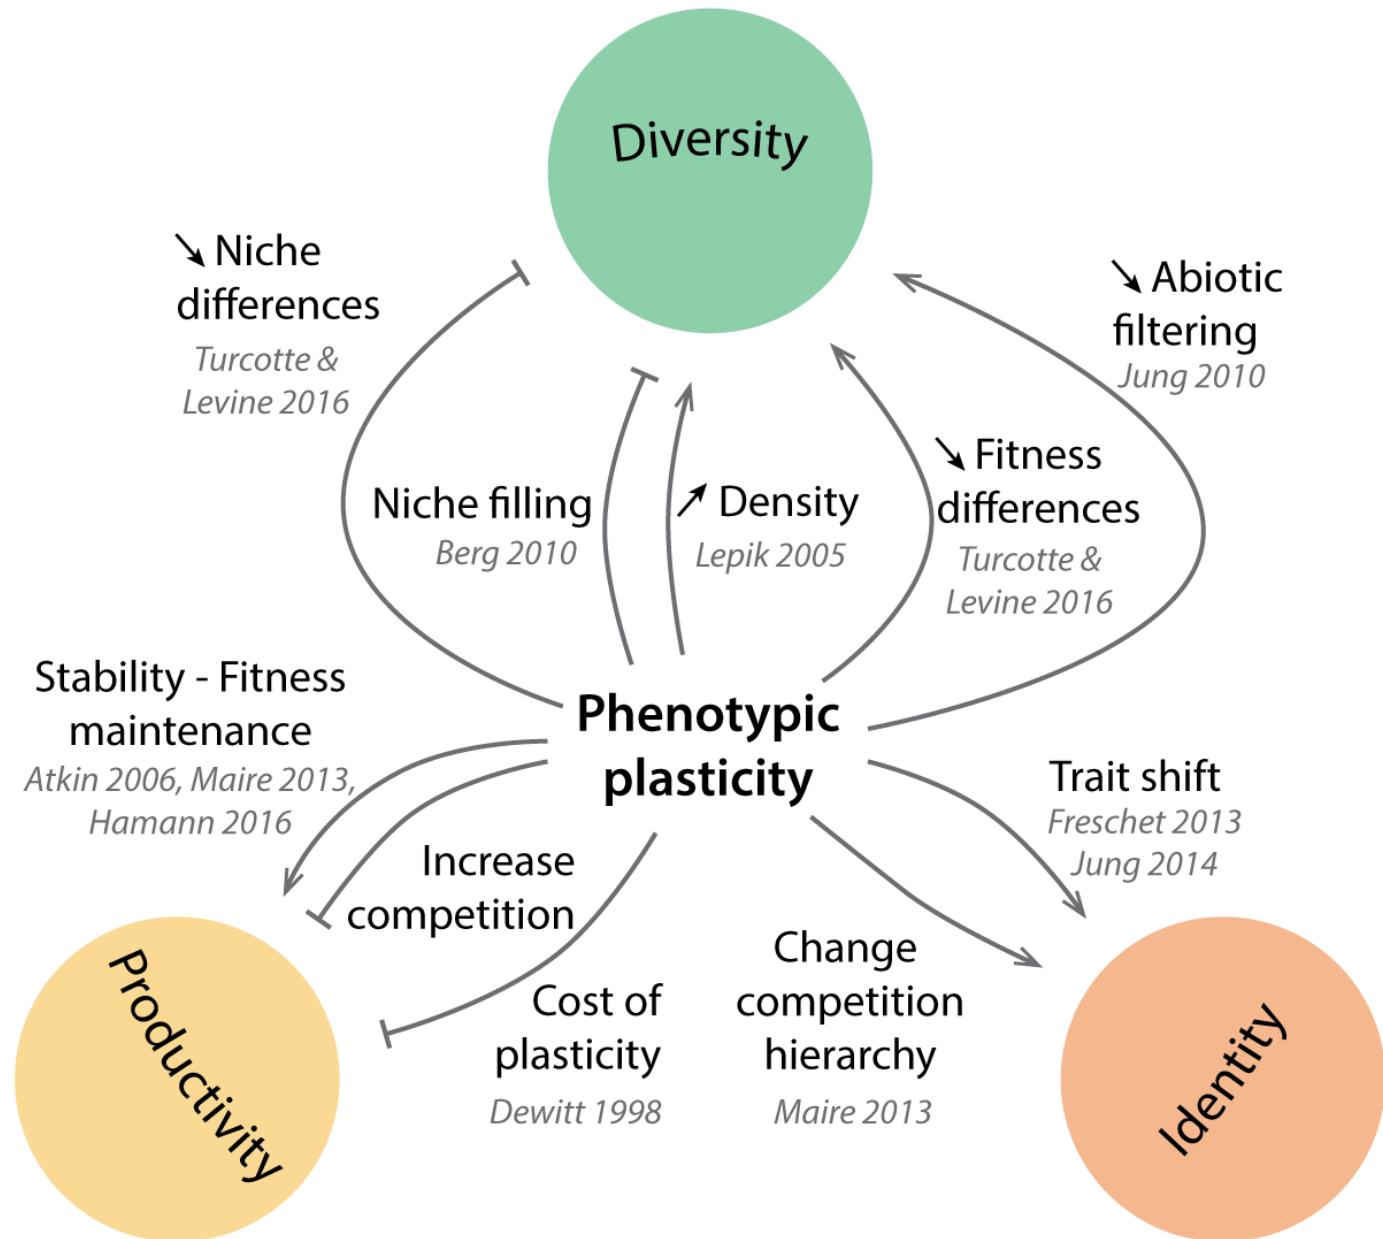 Diversity
↘ Niche
differences
Turcotte &
Levine 2016
↘ Abiotic
filtering
Jung 2010
Niche filling
Berg 2010
↗ Density
Lepik 2005
↘ Fitness
differences
Turcotte &
Levine 2016
Phenotypic
plasticity
Stability - Fitness
maintenance
Atkin 2006, Maire 2013,
Hamann 2016
Increase
competition
Cost of
plasticity
Dewitt 1998
Change
competition
hierarchy
Maire 2013
Trait shift
Freschet 2013
Jung 2014
Productivity
Identity